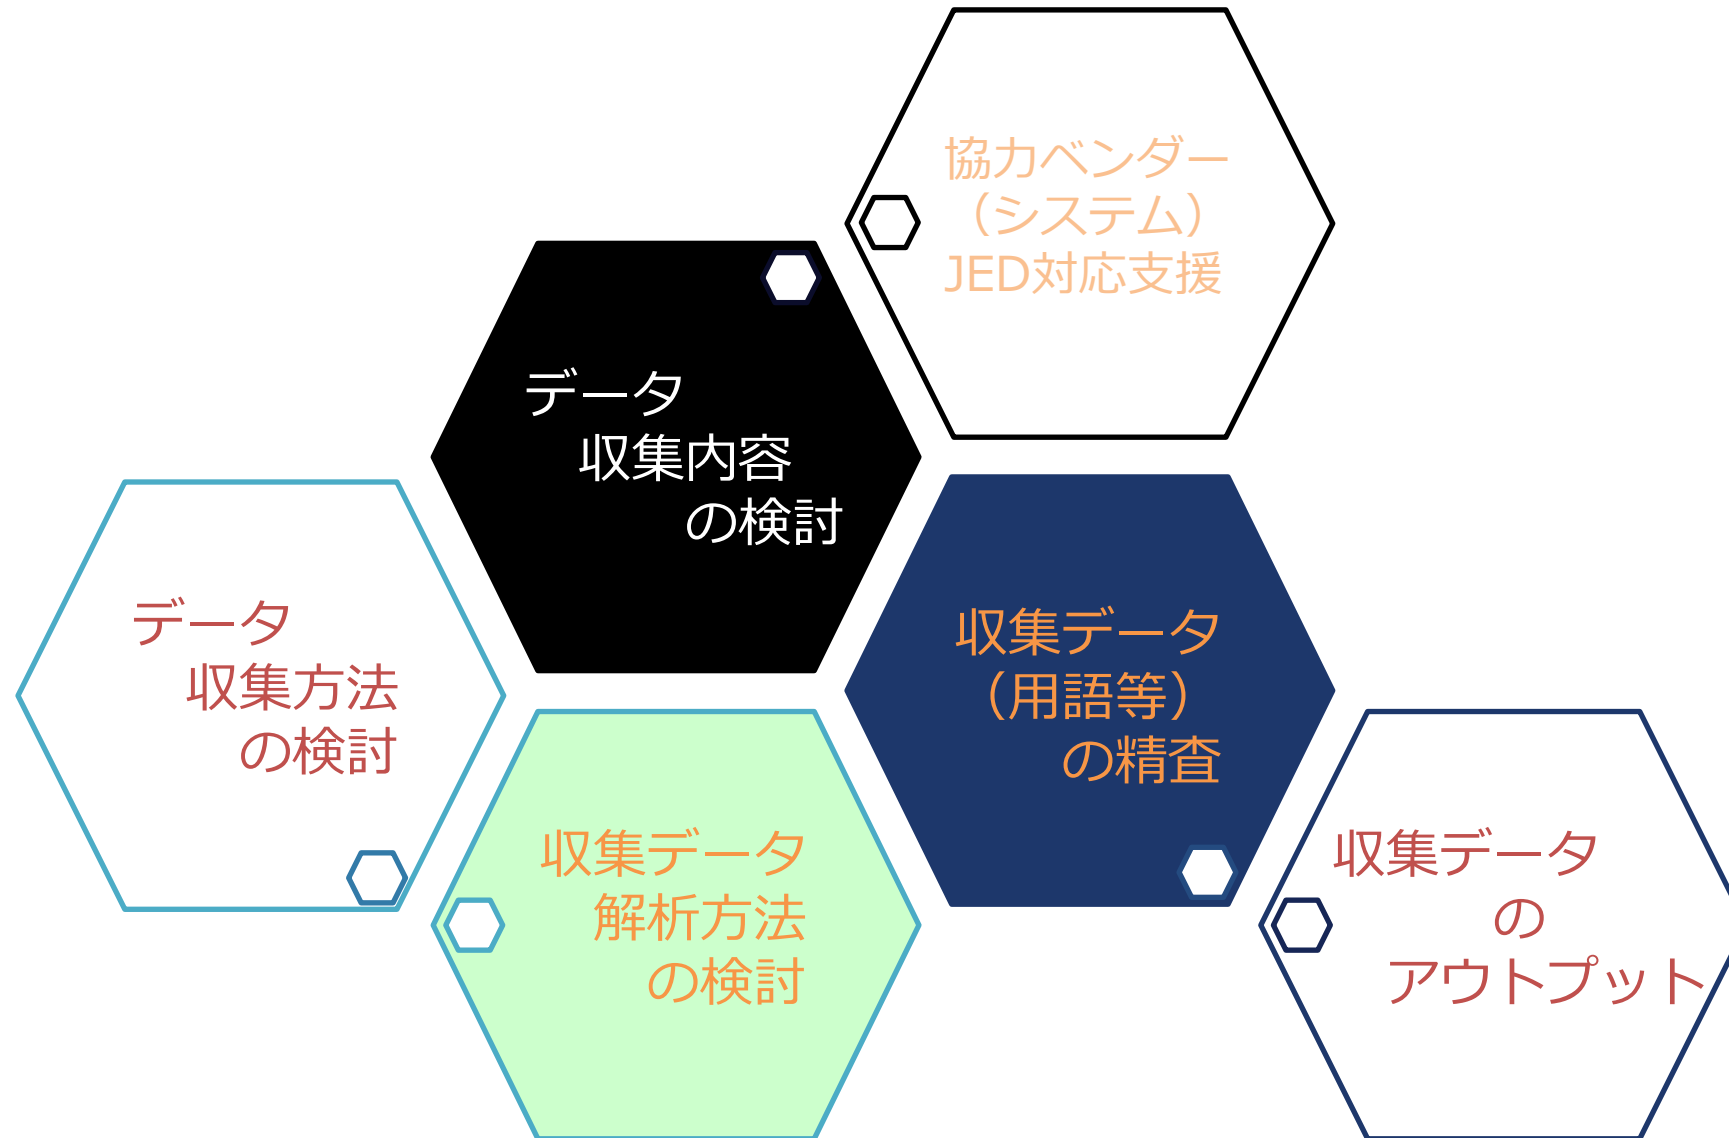 協力ベンダー
（システム）
JED対応支援
データ
収集内容
の検討
データ
収集方法
の検討
収集データ
（用語等）
の精査
収集データ
解析方法
の検討
収集データ
の
アウトプット